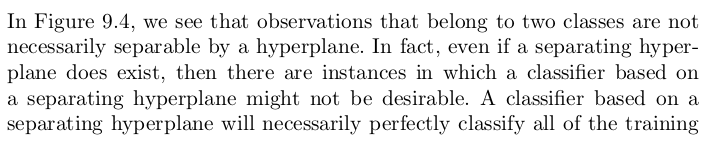 In Figure 9.4, we see that observations that belong to two classes are not
necessarily separable by a hyperplane. In fact, even if a separating hyper-
plane does exist, then there are instances in which a classifier based on
a separating hyperplane might not be desirable. A classifier based on a
separating hyperplane will necessarily perfectly classify all of the training